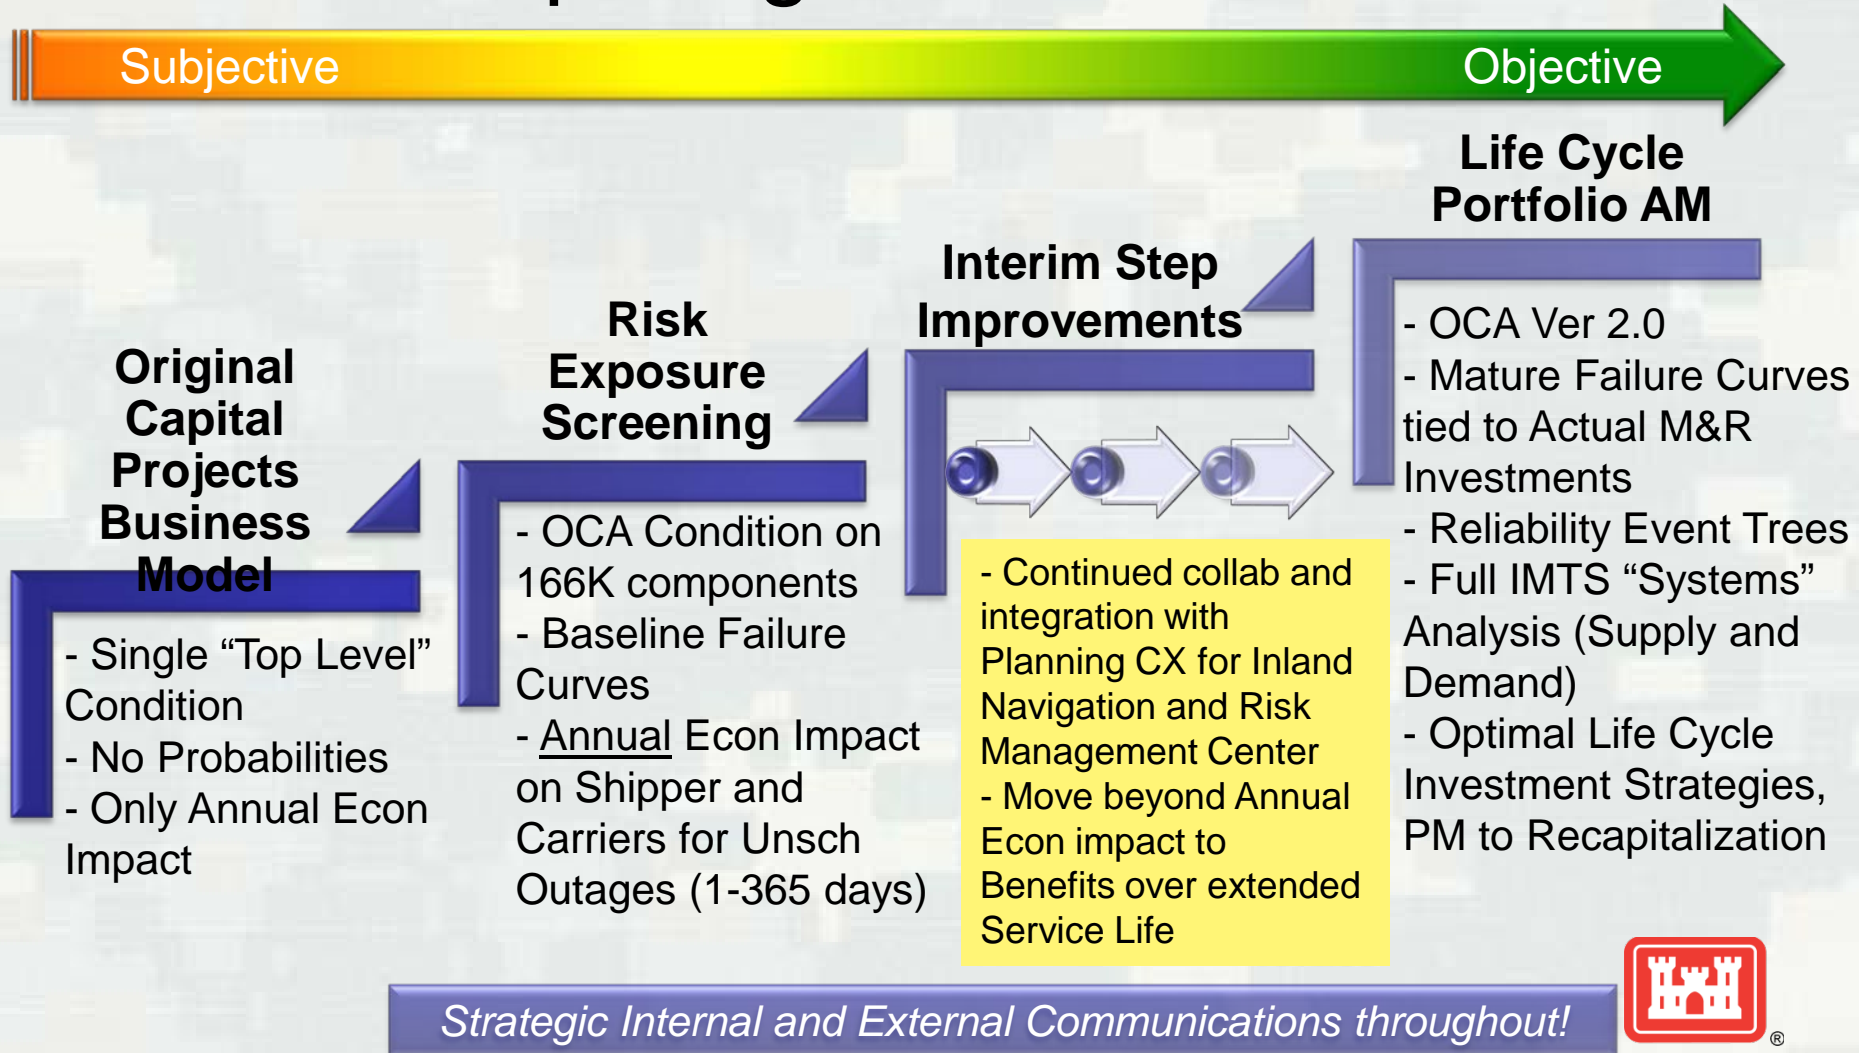 Subjective
Objective
Original
Capital
Projects
Business
Model
- Single “Top Level”
Condition
- No Probabilities
- Only Annual Econ
Impact
Risk
Exposure
Screening
- OCA Condition on
166K components
- Baseline Failure
Curves
- Annual Econ Impact
on Shipper and
Carriers for Unsch
Outages (1-365 days)
Interim Step
Improvements
- Continued collab and
integration with
Planning CX for Inland
Navigation and Risk
Management Center
- Move beyond Annual
Econ impact to
Benefits over extended
Service Life
Life Cycle
Portfolio AM
- OCA Ver 2.0
- Mature Failure Curves
tied to Actual M&R
Investments
- Reliability Event Trees
- Full IMTS “Systems”
Analysis (Supply and
Demand)
- Optimal Life Cycle
Investment Strategies,
PM to Recapitalization
Strategic Internal and External Communications throughout!
®